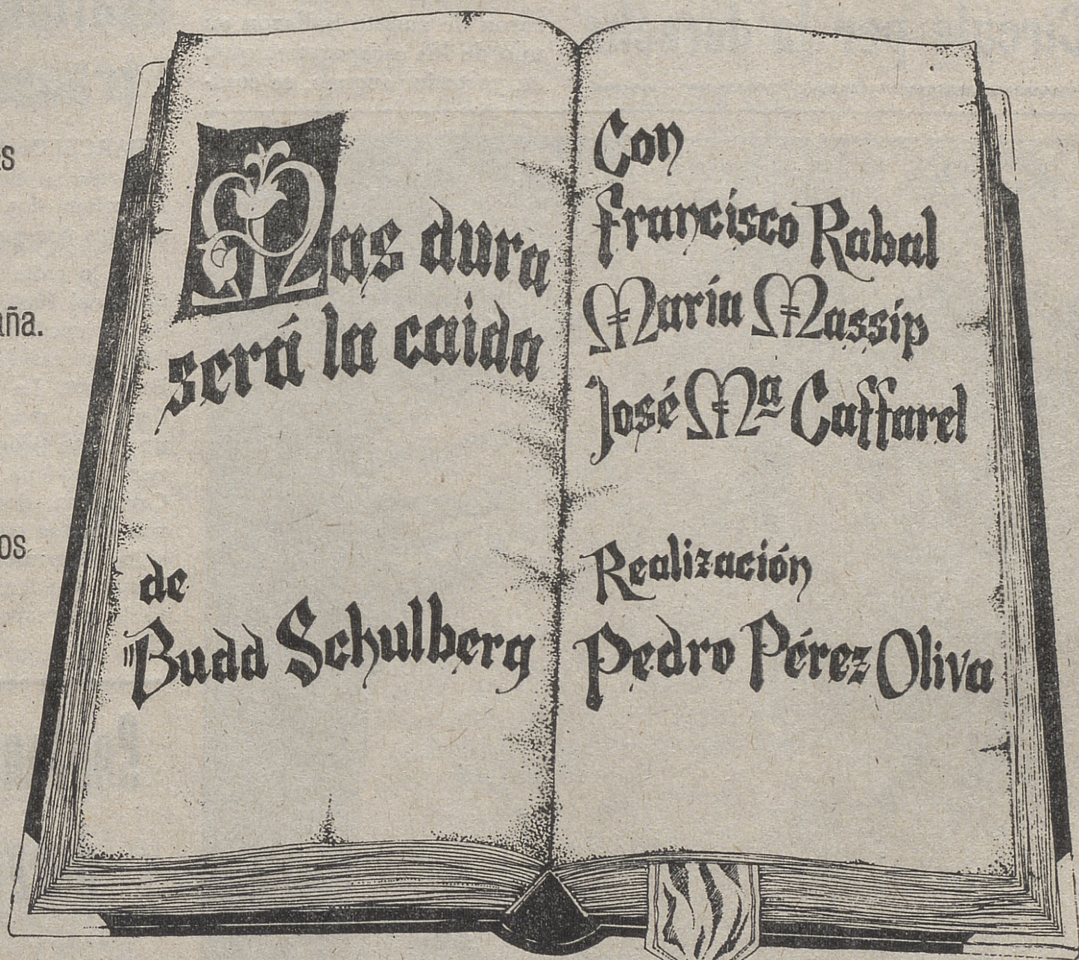 Mas dura
será la caida
de
Budd Schulberg
Con
Francisco Rabal
María Massip
José Mª Caffarel
Realización
Pedro Pérez Oliva